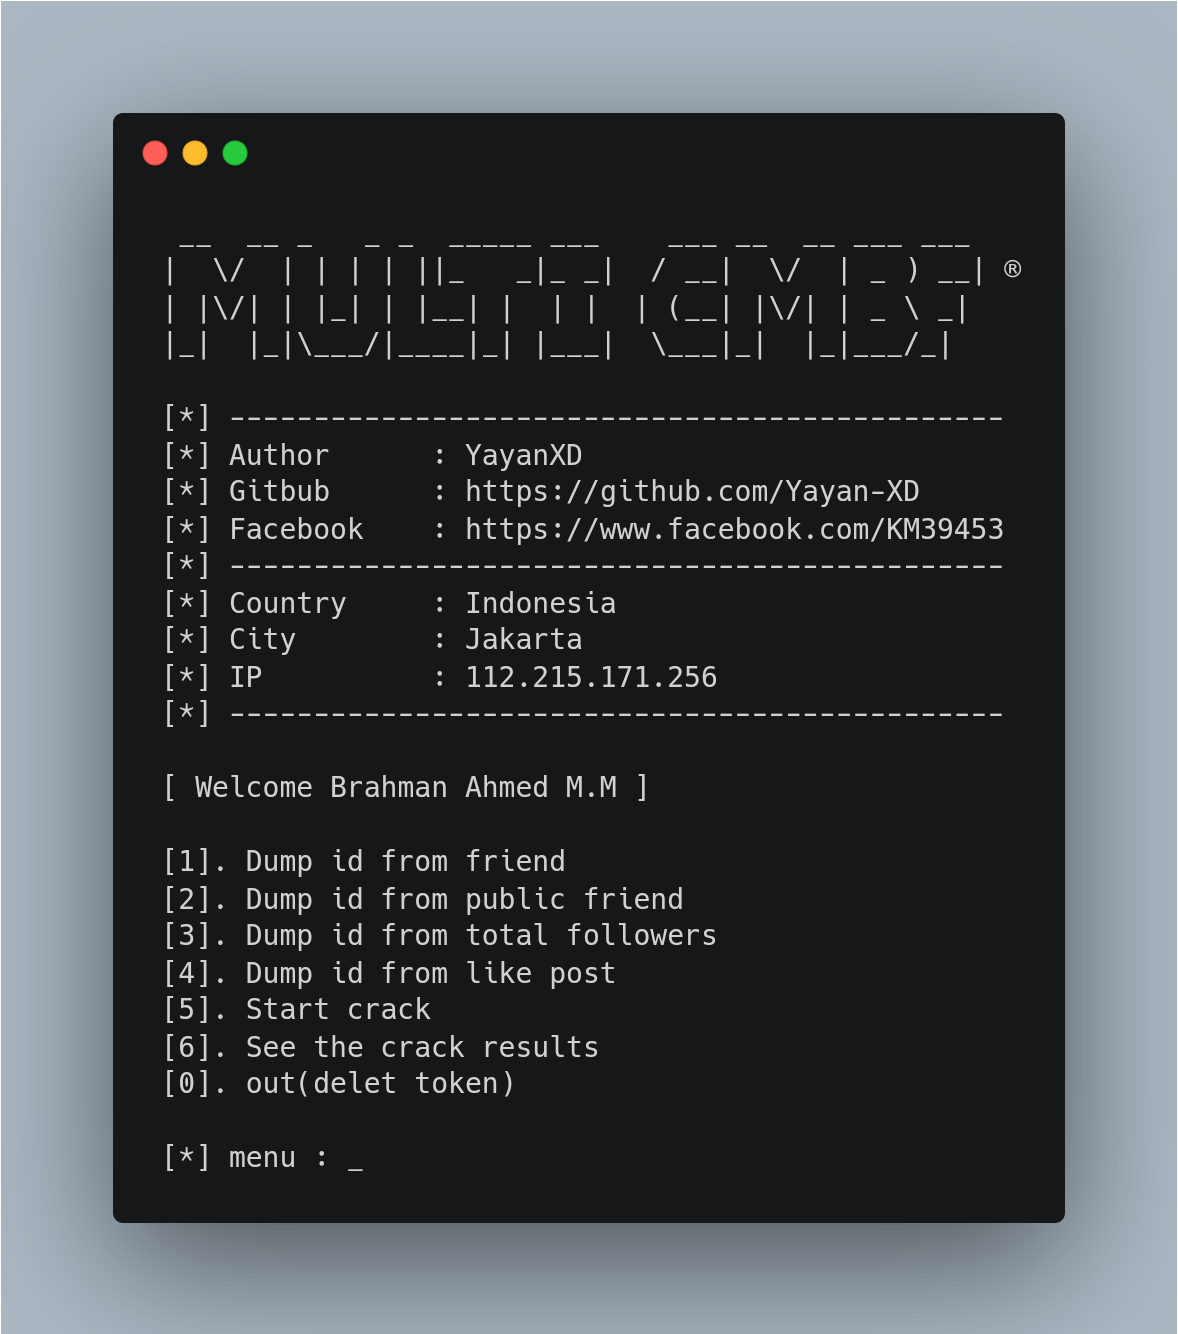 __  __ _   _ _  _____ ___    ___ __  __ ___ ___
|  \/  | | | | ||_   _|_ _|  / __|  \/  | _ ) __| ®
| |\/| | |_| | |__| |  | |  | (__| |\/| | _ \ _|
|_|  |_|\___/|____|_| |___|  \___|_|  |_|___/_|
[*] ----------------------------------------------
[*] Author      : YayanXD
[*] Gitbub      : https://github.com/Yayan-XD
[*] Facebook    : https://www.facebook.com/KM39453
[*] ----------------------------------------------
[*] Country     : Indonesia
[*] City        : Jakarta
[*] IP          : 112.215.171.256
[*] ----------------------------------------------
[ Welcome Brahman Ahmed M.M ]
[1]. Dump id from friend
[2]. Dump id from public friend
[3]. Dump id from total followers
[4]. Dump id from like post
[5]. Start crack
[6]. See the crack results
[0]. out(delet token)
[*] menu : _